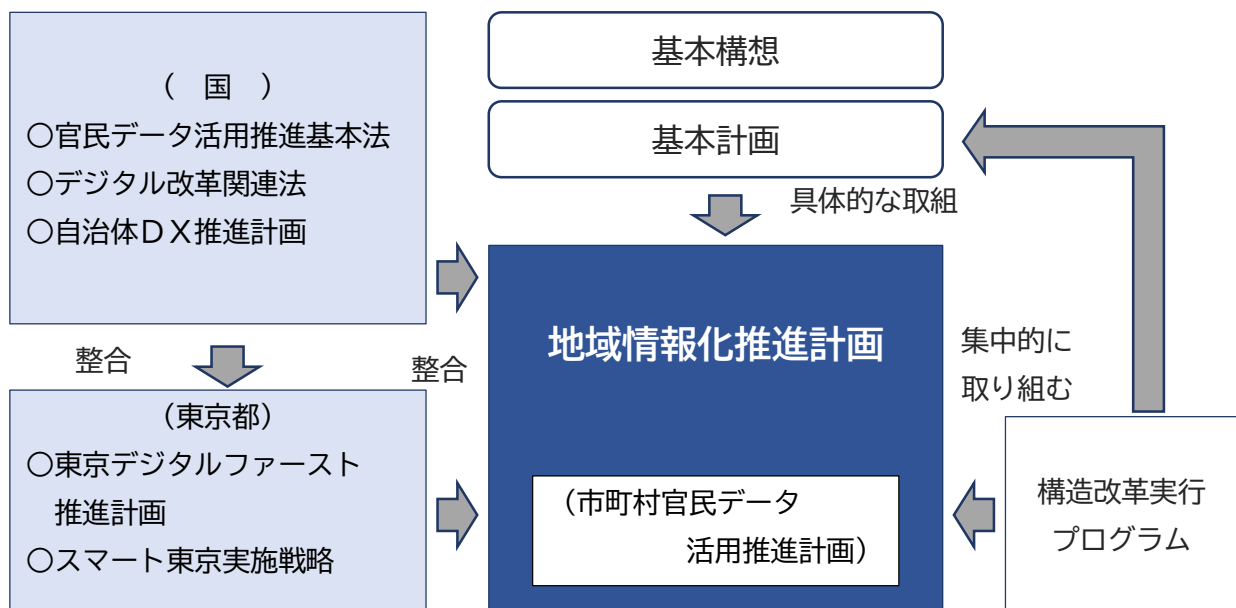 （　国　）
○官民データ活用推進基本法
○デジタル改革関連法
○自治体ＤＸ推進計画
整合
（東京都）
○東京デジタルファースト
推進計画
○スマート東京実施戦略
整合
基本構想
基本計画
具体的な取組
地域情報化推進計画
（市町村官民データ
活用推進計画）
集中的に
取り組む
構造改革実行
プログラム